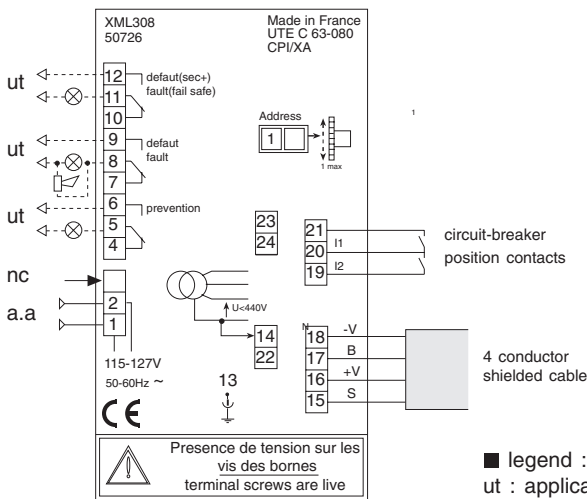 XML308
50726
Made in France
UTE C 63-080
CPI/XA
ut
12
defaut(sec+)
11
fault(fail safe)
10
Address
1
1 max
1
ut
9
defaut
8
fault
7
ut
6
prevention
5
4
23
24
21
I1
20
I2
19
circuit-breaker
position contacts
nc
a.a
2
1
U<440V
14
22
N
18
-V
17
B
16
+V
15
S
4 conductor
shielded cable
115-127V
50-60Hz ~
13
CE
Presence de tension sur les
vis des bornes
terminal screws are live
■ legend :
ut : applica